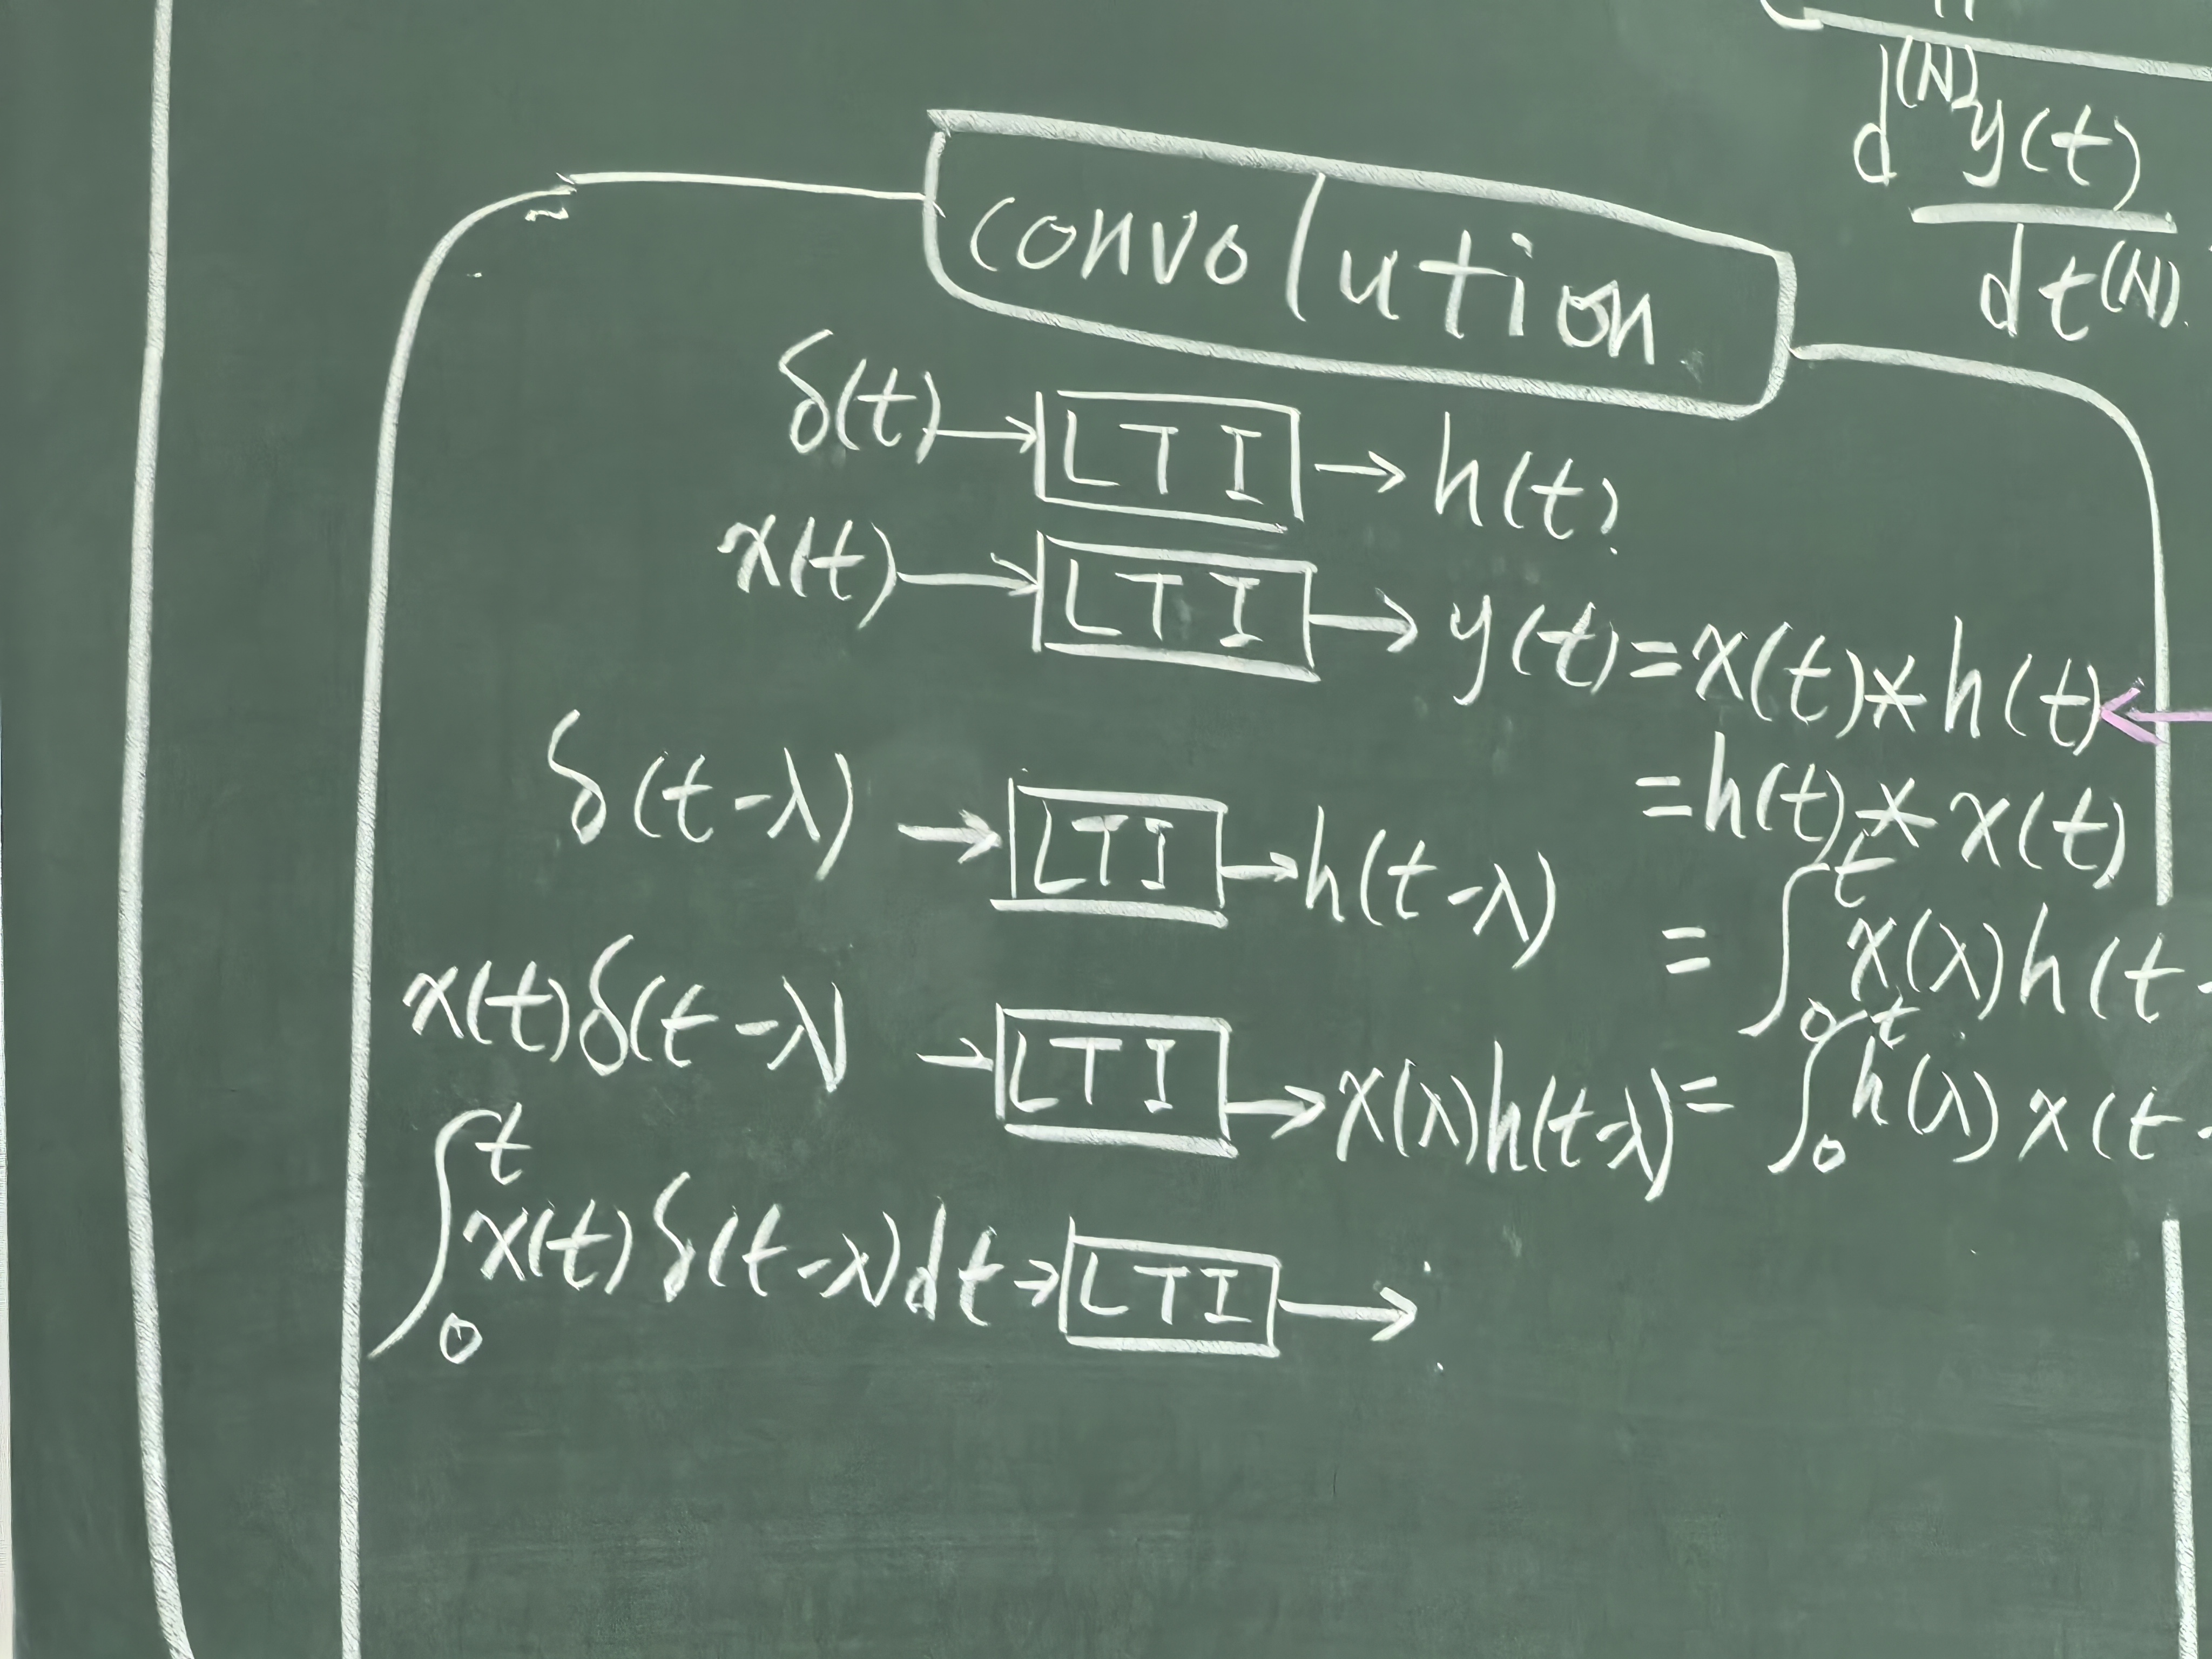 d^(N) y(t)
dt^(N)
convolution
δ(t) → LTI → h(t)
x(t) → LTI → y(t) = x(t) * h(t) ←
= h(t) * x(t)
δ(t-λ) → LTI → h(t-λ)
= ∫₀ᵗ x(λ)h(t-
x(t)δ(t-λ) → LTI → x(λ)h(t-λ)
= ∫₀ᵗ h(λ)x(t-
∫₀ᵗ x(t)δ(t-λ)dt → LTI →